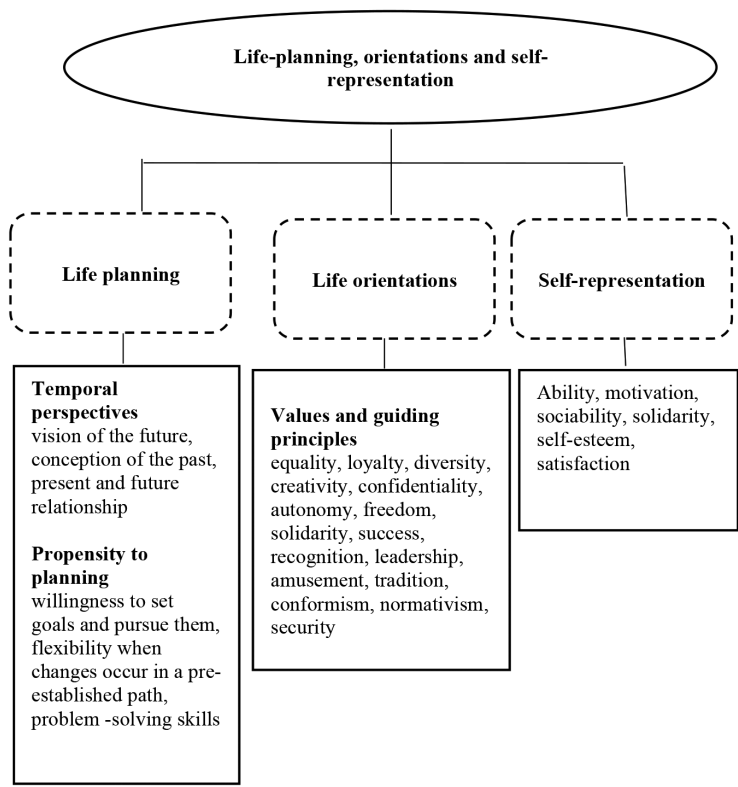 Life-planning, orientations and self-
representation
Life planning
Life orientations
Self-representation
Temporal
perspectives
vision of the future,
conception of the past,
present and future
relationship
Propensity to
planning
willingness to set
goals and pursue them,
flexibility when
changes occur in a pre-
established path,
problem -solving skills
Values and guiding
principles
equality, loyalty, diversity,
creativity, confidentiality,
autonomy, freedom,
solidarity, success,
recognition, leadership,
amusement, tradition,
conformism, normativism,
security
Ability, motivation,
sociability, solidarity,
self-esteem,
satisfaction